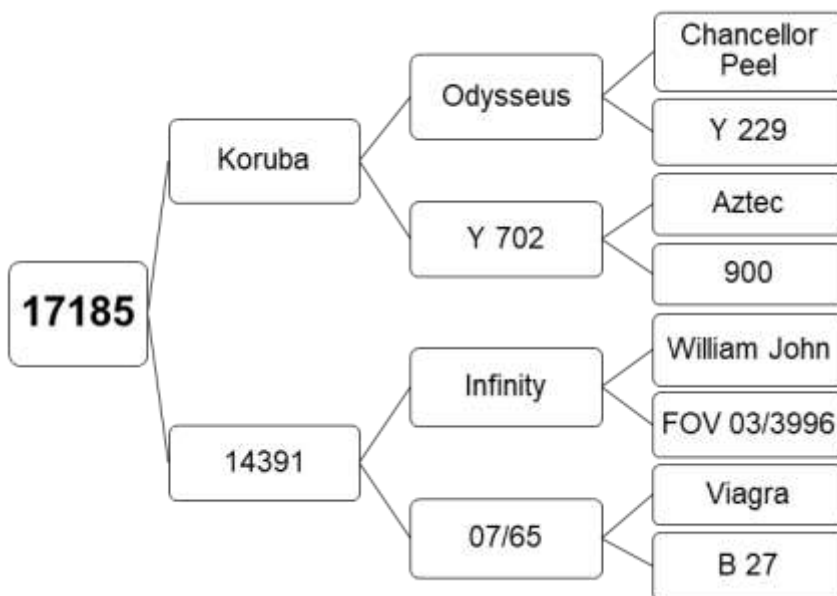 Chancellor
Peel
Odysseus
Y 229
Koruba
Aztec
Y 702
900
17185
William John
Infinity
FOV 03/3996
14391
Viagra
07/65
B 27